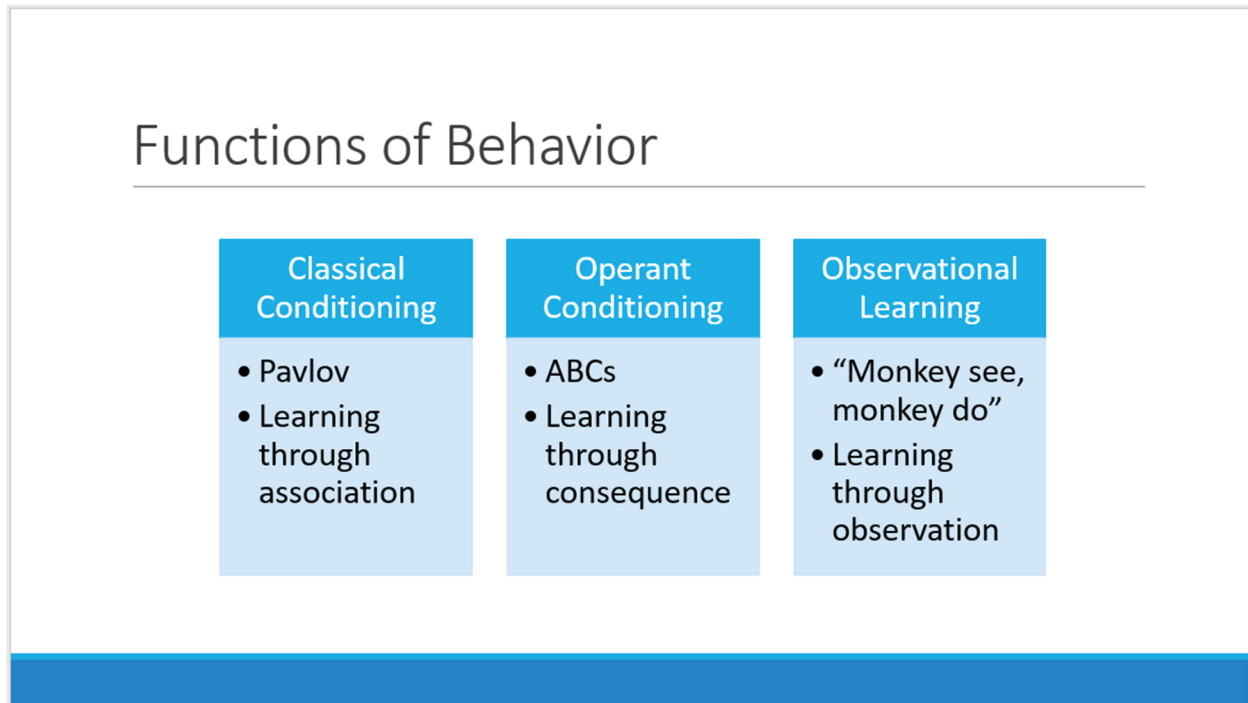 Functions of Behavior
Classical
Conditioning
• Pavlov
• Learning
through
association
Operant
Conditioning
• ABCs
• Learning
through
consequence
Observational
Learning
• “Monkey see,
monkey do”
• Learning
through
observation